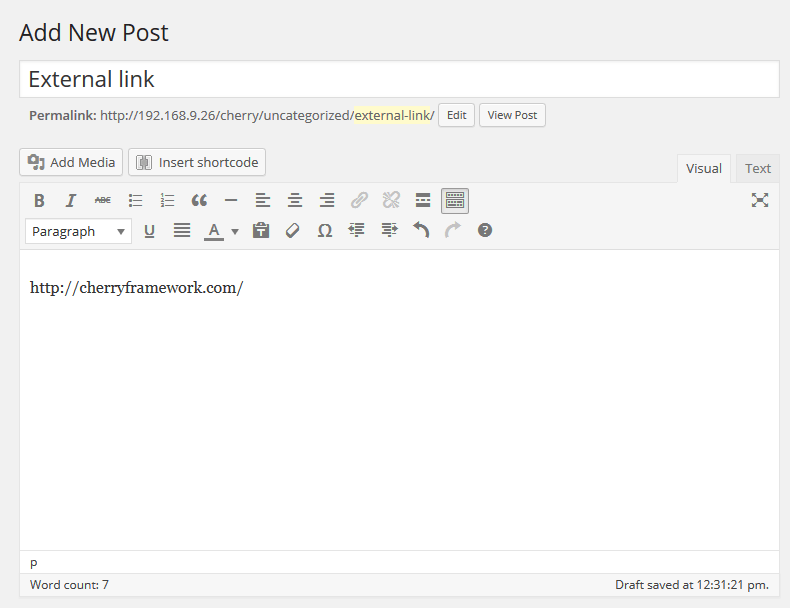 Add New Post
External link
Permalink: http://192.168.9.26/cherry/uncategorized/external-link/ Edit View Post
Add Media Insert shortcode Visual Text
B I ABC
Paragraph U A Ω ?
http://cherryframework.com/
p
Word count: 7 Draft saved at 12:31:21 pm.